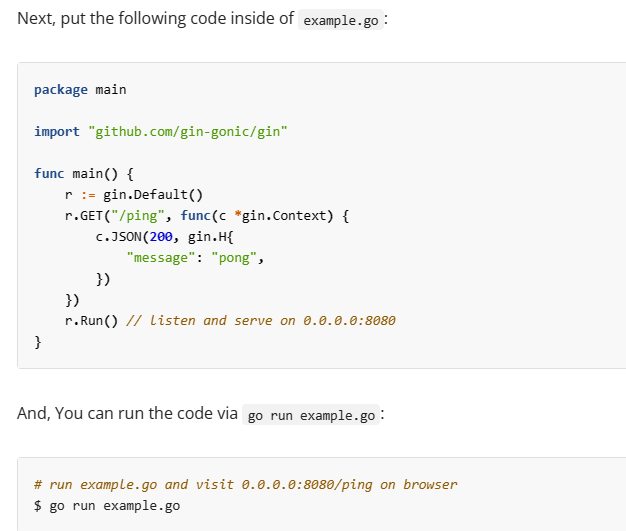 Next, put the following code inside of example.go:
package main
import "github.com/gin-gonic/gin"
func main() {
    r := gin.Default()
    r.GET("/ping", func(c *gin.Context) {
        c.JSON(200, gin.H{
            "message": "pong",
        })
    })
    r.Run() // listen and serve on 0.0.0.0:8080
}
And, You can run the code via go run example.go:
# run example.go and visit 0.0.0.0:8080/ping on browser
$ go run example.go